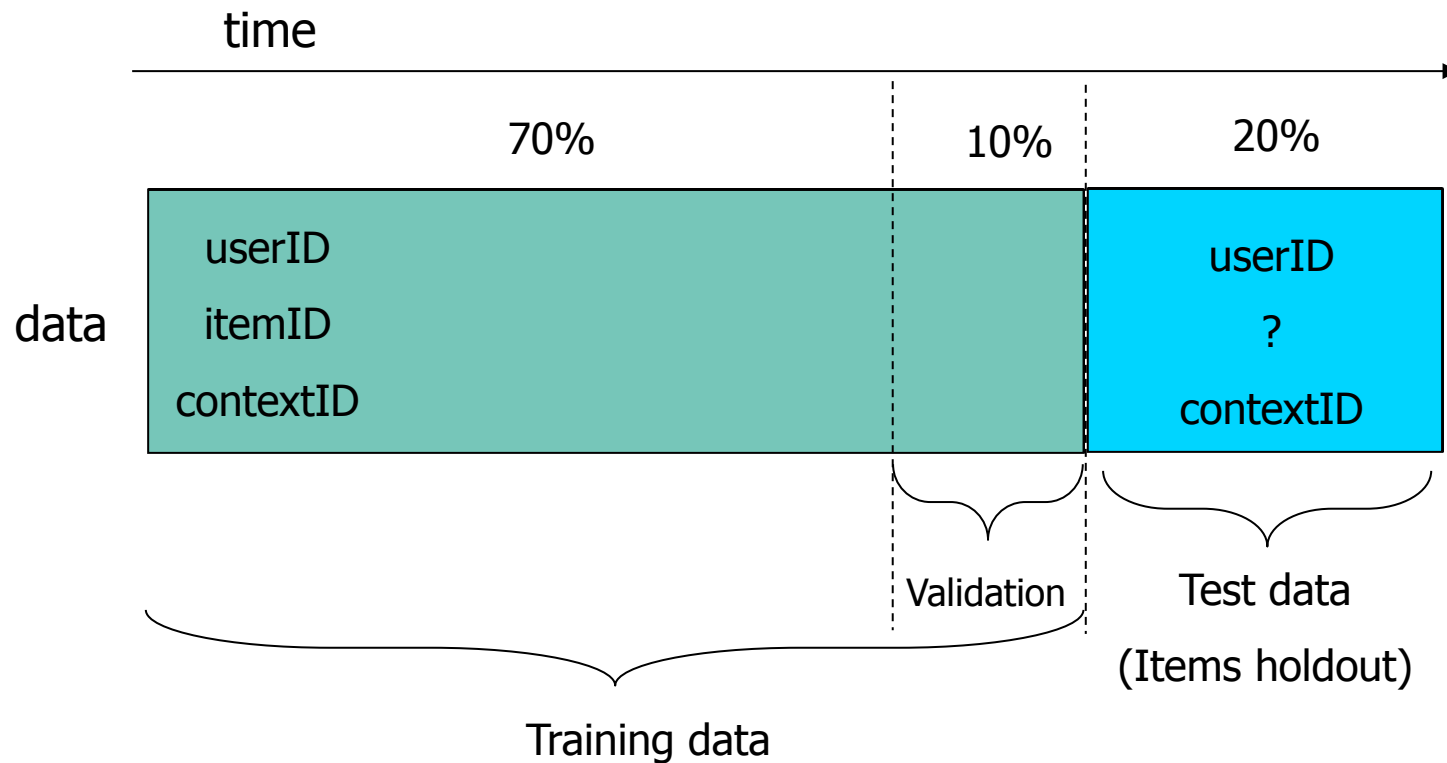 time
70%
10%
20%
data
userID
itemID
contextID
userID
?
contextID
Validation
Test data
(Items holdout)
Training data